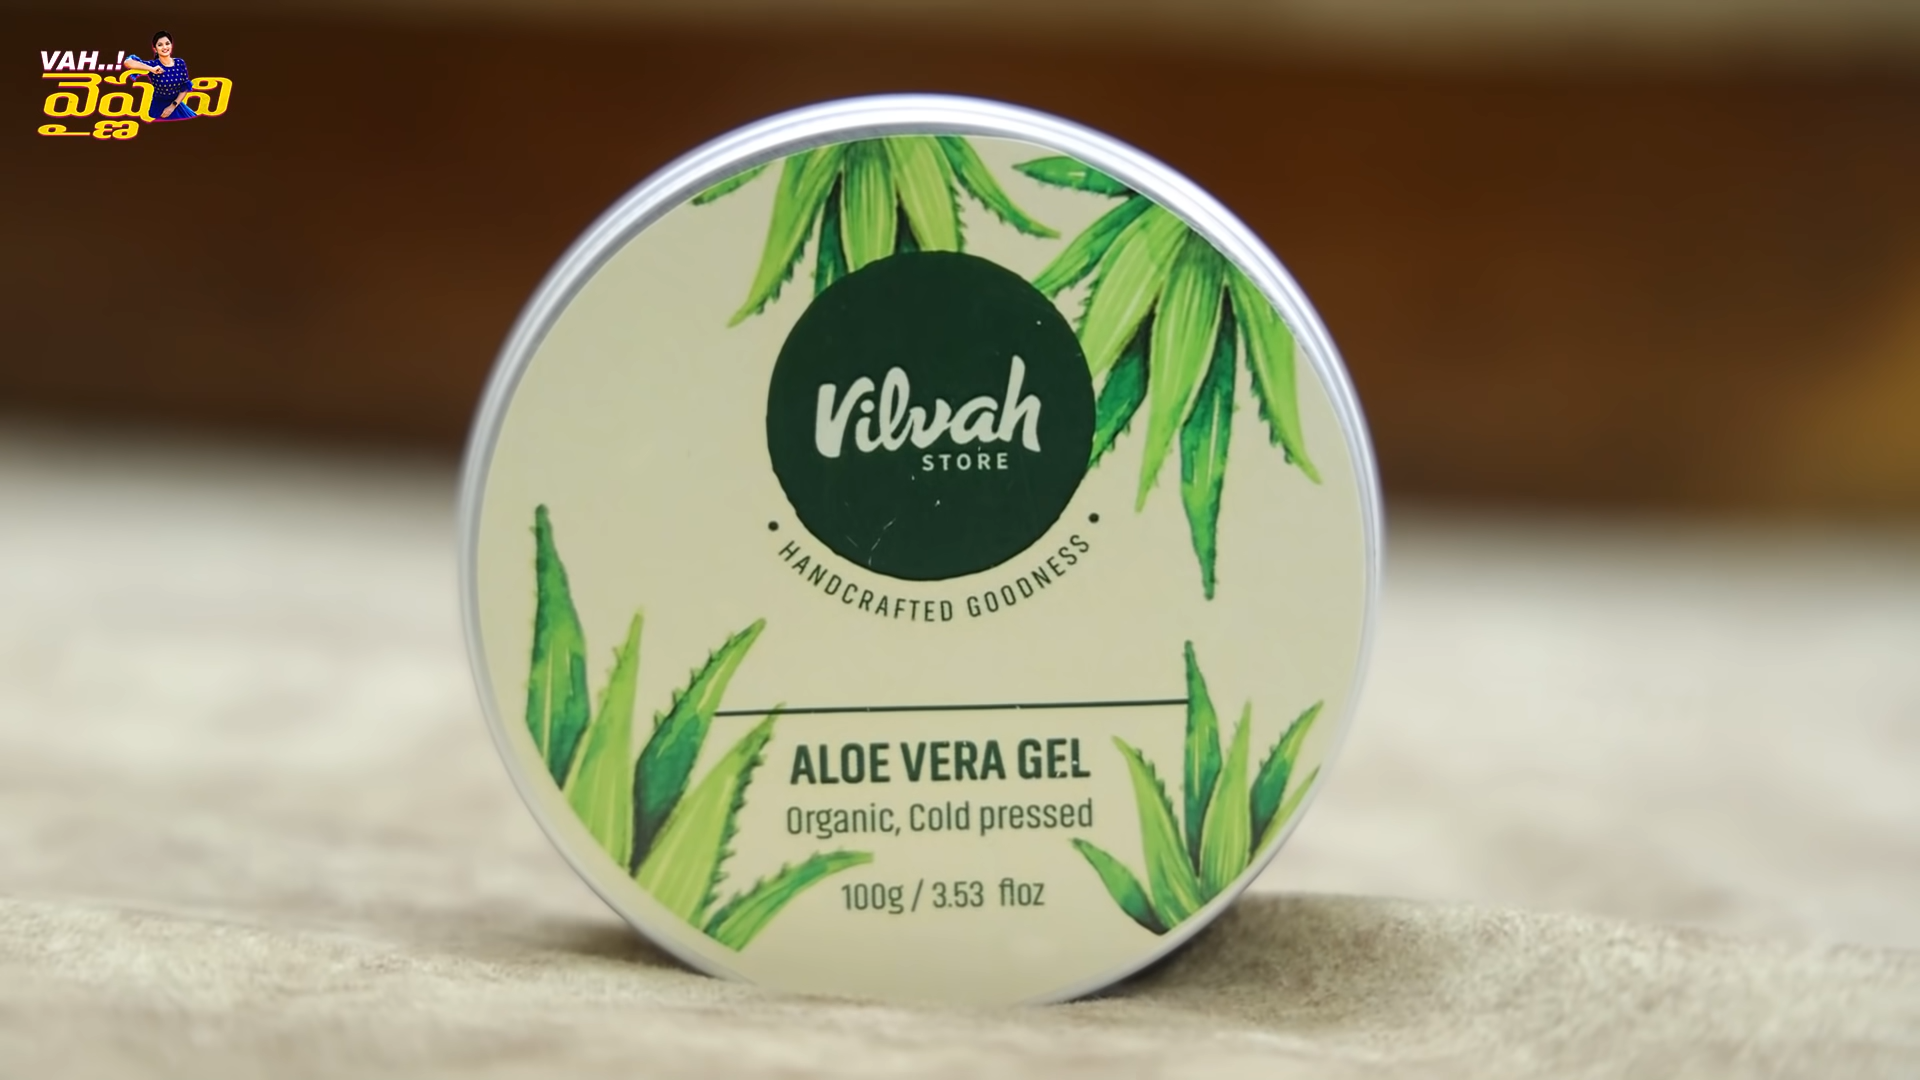 VAH..!
వైష్ణవి
Vilvah
STORE
• HANDCRAFTED GOODNESS •
ALOE VERA GEL
Organic, Cold pressed
100g / 3.53 floz